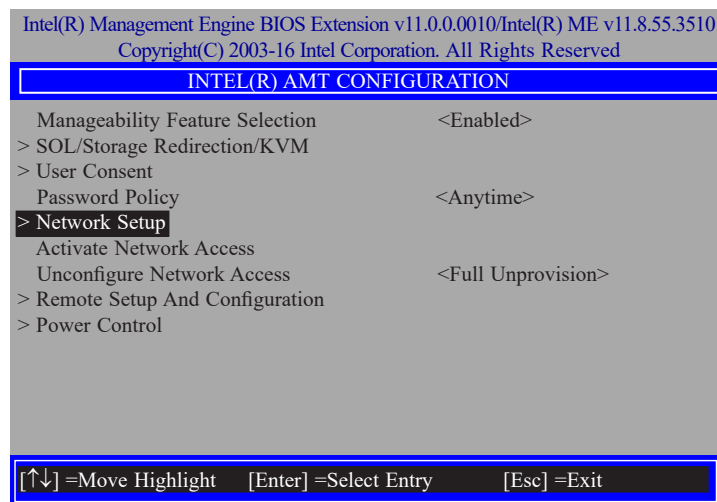 Intel(R) Management Engine BIOS Extension v11.0.0.0010/Intel(R) ME v11.8.55.3510
Copyright(C) 2003-16 Intel Corporation. All Rights Reserved
INTEL(R) AMT CONFIGURATION
Manageability Feature Selection <Enabled>
> SOL/Storage Redirection/KVM
> User Consent
Password Policy <Anytime>
> Network Setup
Activate Network Access
Unconfigure Network Access <Full Unprovision>
> Remote Setup And Configuration
> Power Control
[↑↓] =Move Highlight [Enter] =Select Entry [Esc] =Exit